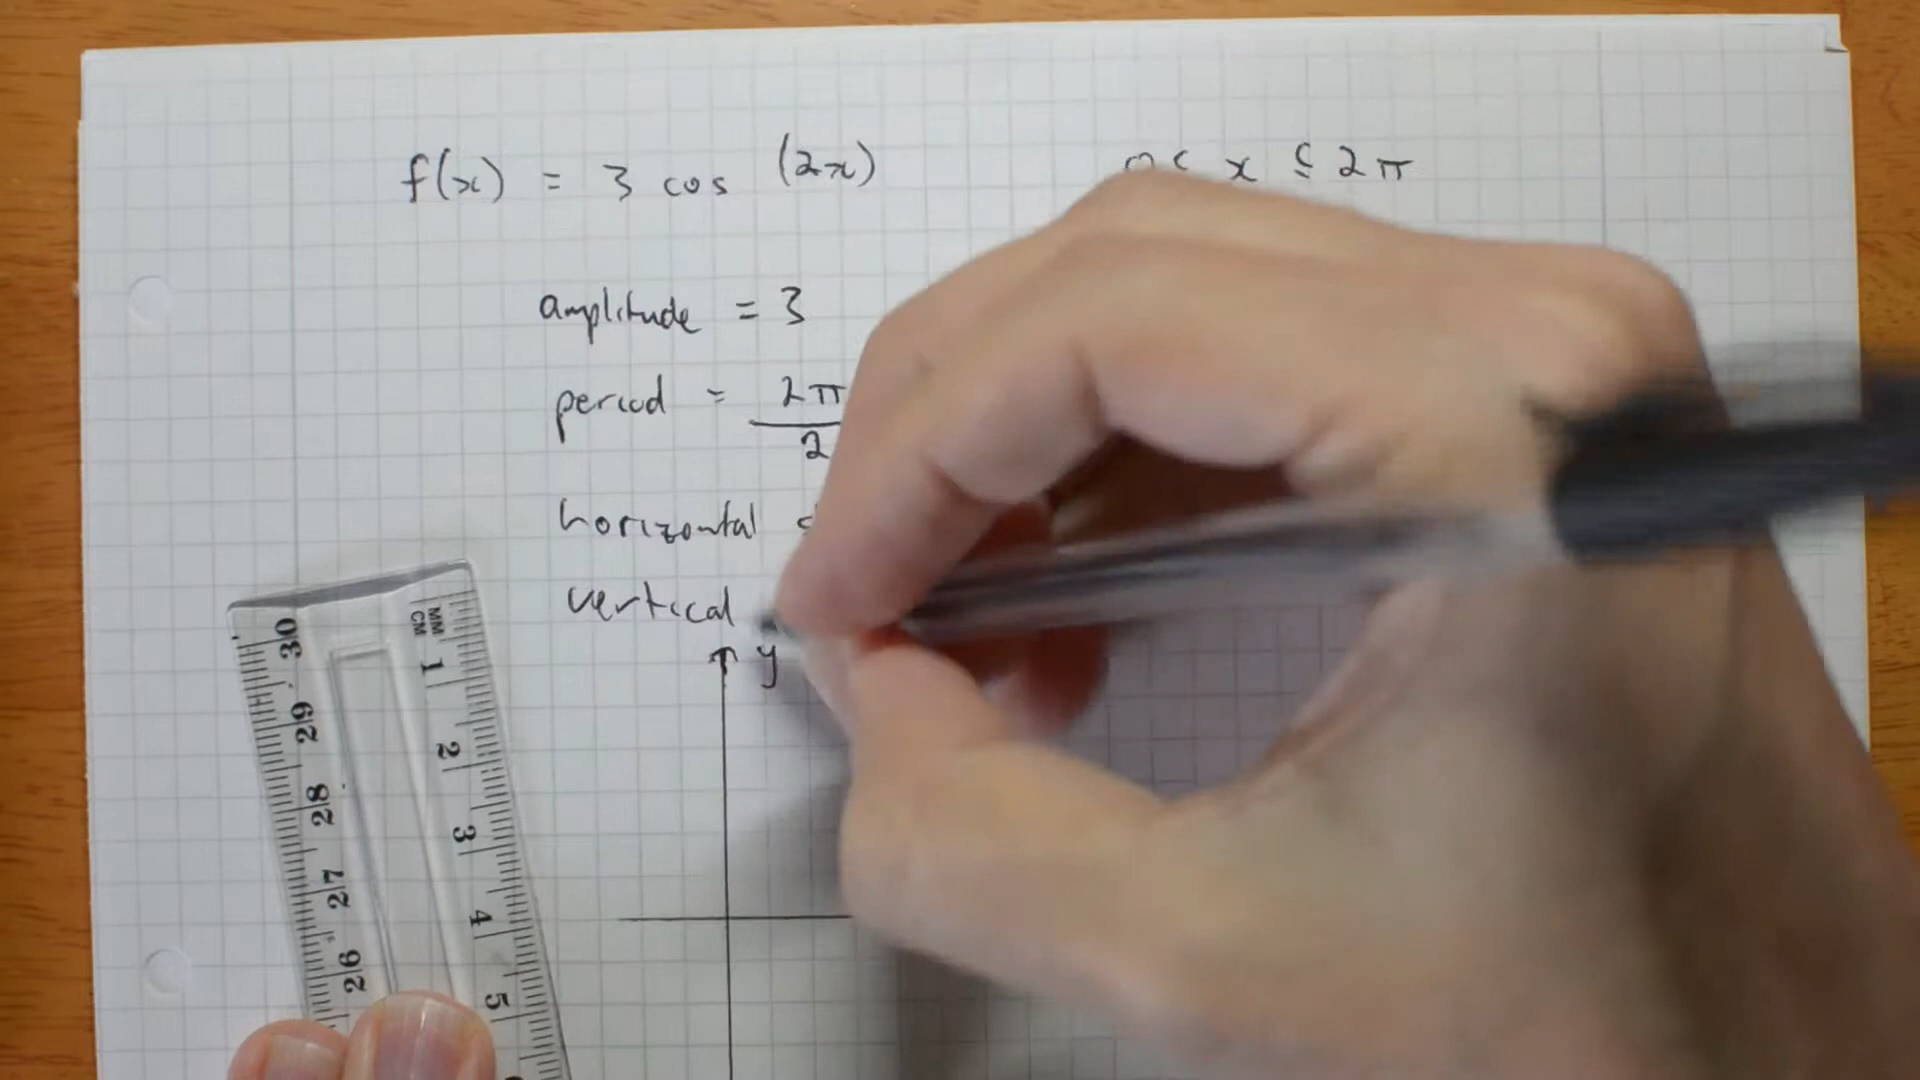 f(x) = 3 cos (2x)
x ≤ 2π
amplitude = 3
period = 2π
2
horizontal
vertical
y
MM
CM
1
2
3
4
5
30
29
28
27
26